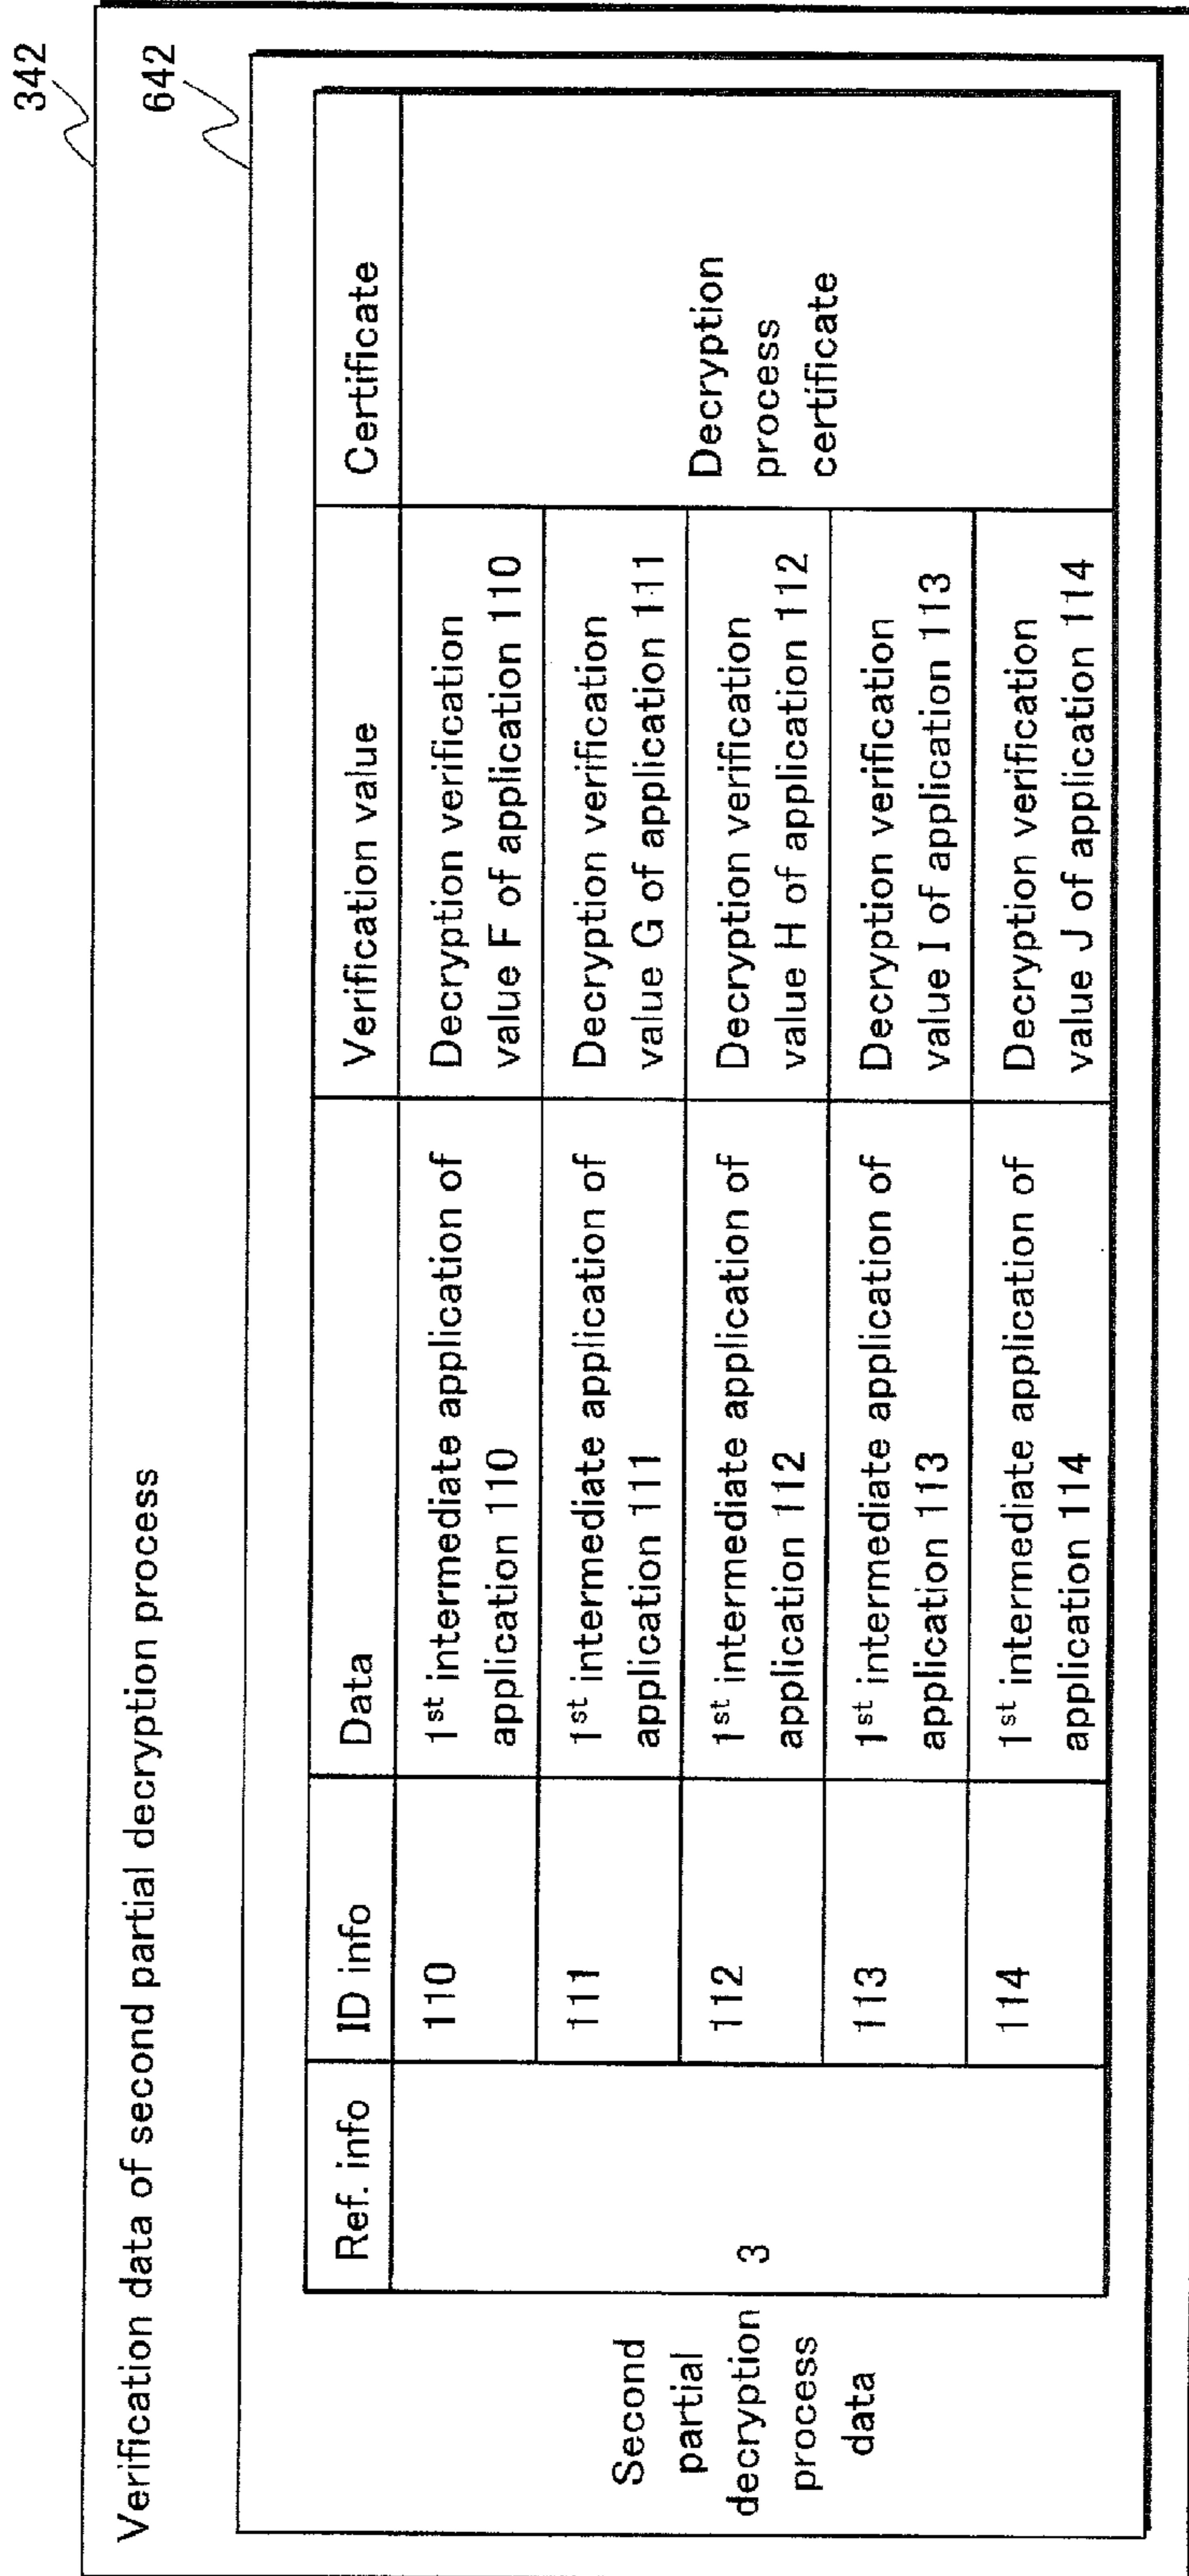 342
Verification data of second partial decryption process
642
Ref. info
ID info
Data
Verification value
Certificate
Second
partial
decryption
process
data
3
110
1st intermediate application of
application 110
Decryption verification
value F of application 110
Decryption
process
certificate
111
1st intermediate application of
application 111
Decryption verification
value G of application 111
112
1st intermediate application of
application 112
Decryption verification
value H of application 112
113
1st intermediate application of
application 113
Decryption verification
value I of application 113
114
1st intermediate application of
application 114
Decryption verification
value J of application 114